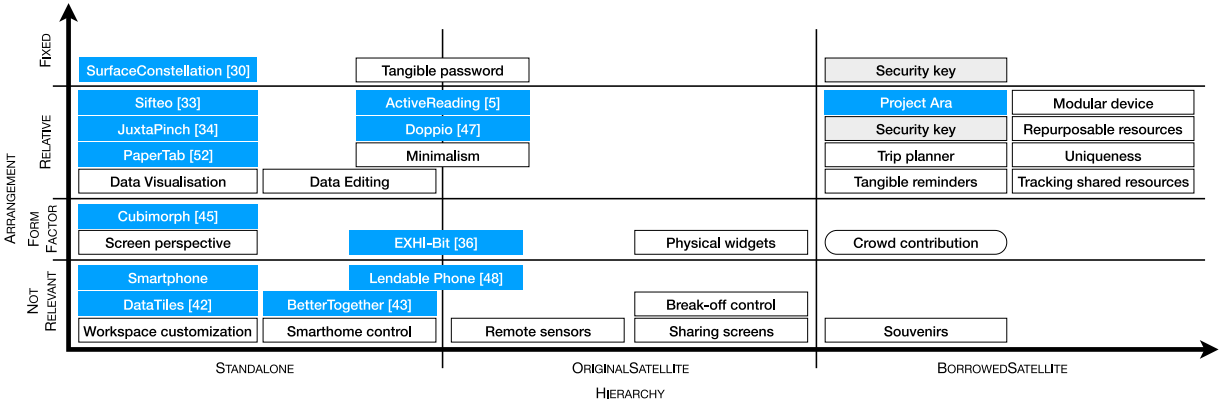 ARRANGEMENT
FIXED
SurfaceConstellation [30]
Tangible password
Security key
RELATIVE
Sifteo [33]
ActiveReading [5]
Project Ara
Modular device
JuxtaPinch [34]
Doppio [47]
Security key
Repurposable resources
PaperTab [52]
Minimalism
Trip planner
Uniqueness
Data Visualisation
Data Editing
Tangible reminders
Tracking shared resources
FORM
FACTOR
Cubimorph [45]
Screen perspective
EXHI-Bit [36]
Physical widgets
Crowd contribution
NOT
RELEVANT
Smartphone
Lendable Phone [48]
DataTiles [42]
BetterTogether [43]
Break-off control
Workspace customization
Smarthome control
Remote sensors
Sharing screens
Souvenirs
STANDALONE
ORIGINALSATELLITE
BORROWEDSATELLITE
HIERARCHY